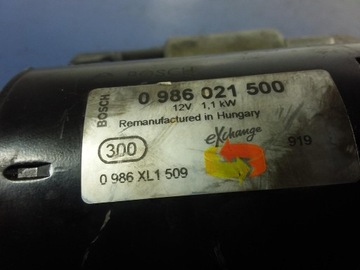 BOSCH
0 986 021 500
12V 1,1 kW
Remanufactured in Hungary
eXchange
300
919
0 986 XL1 509